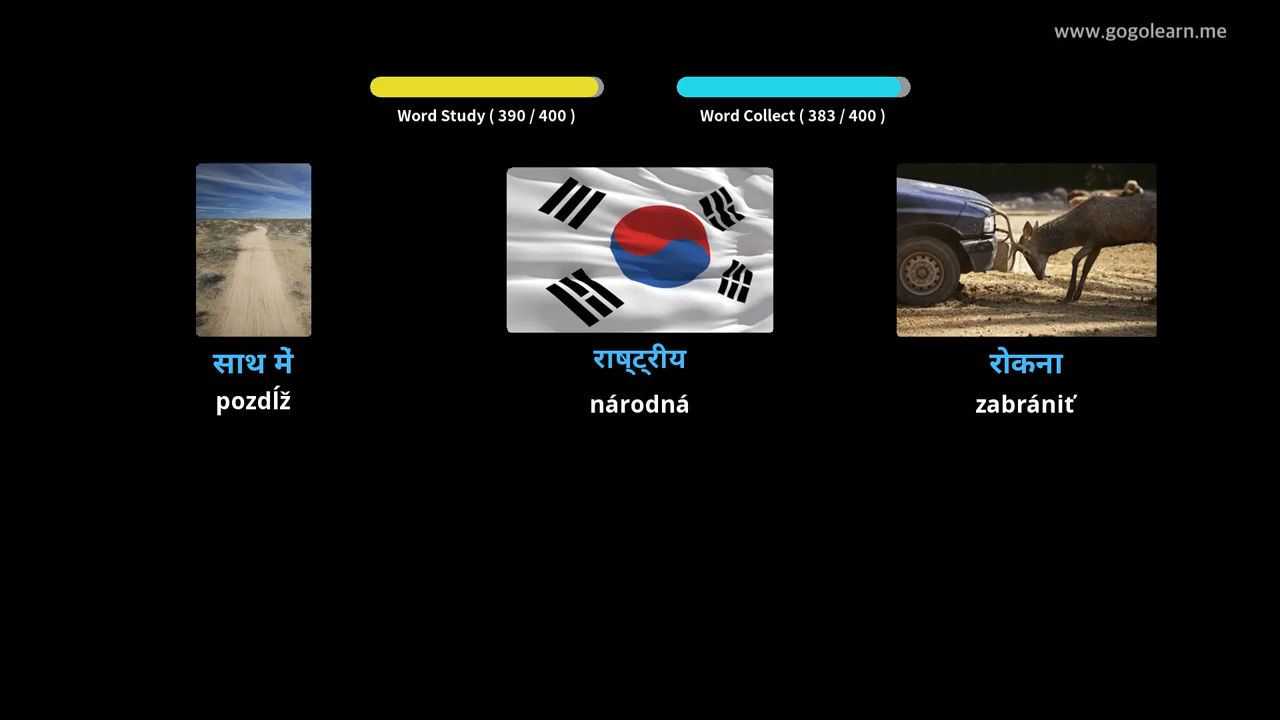 www.gogolearn.me
Word Study ( 390 / 400 )
Word Collect ( 383 / 400 )
साथ में
राष्ट्रीय
रोकना
pozdĺž
národná
zabrániť